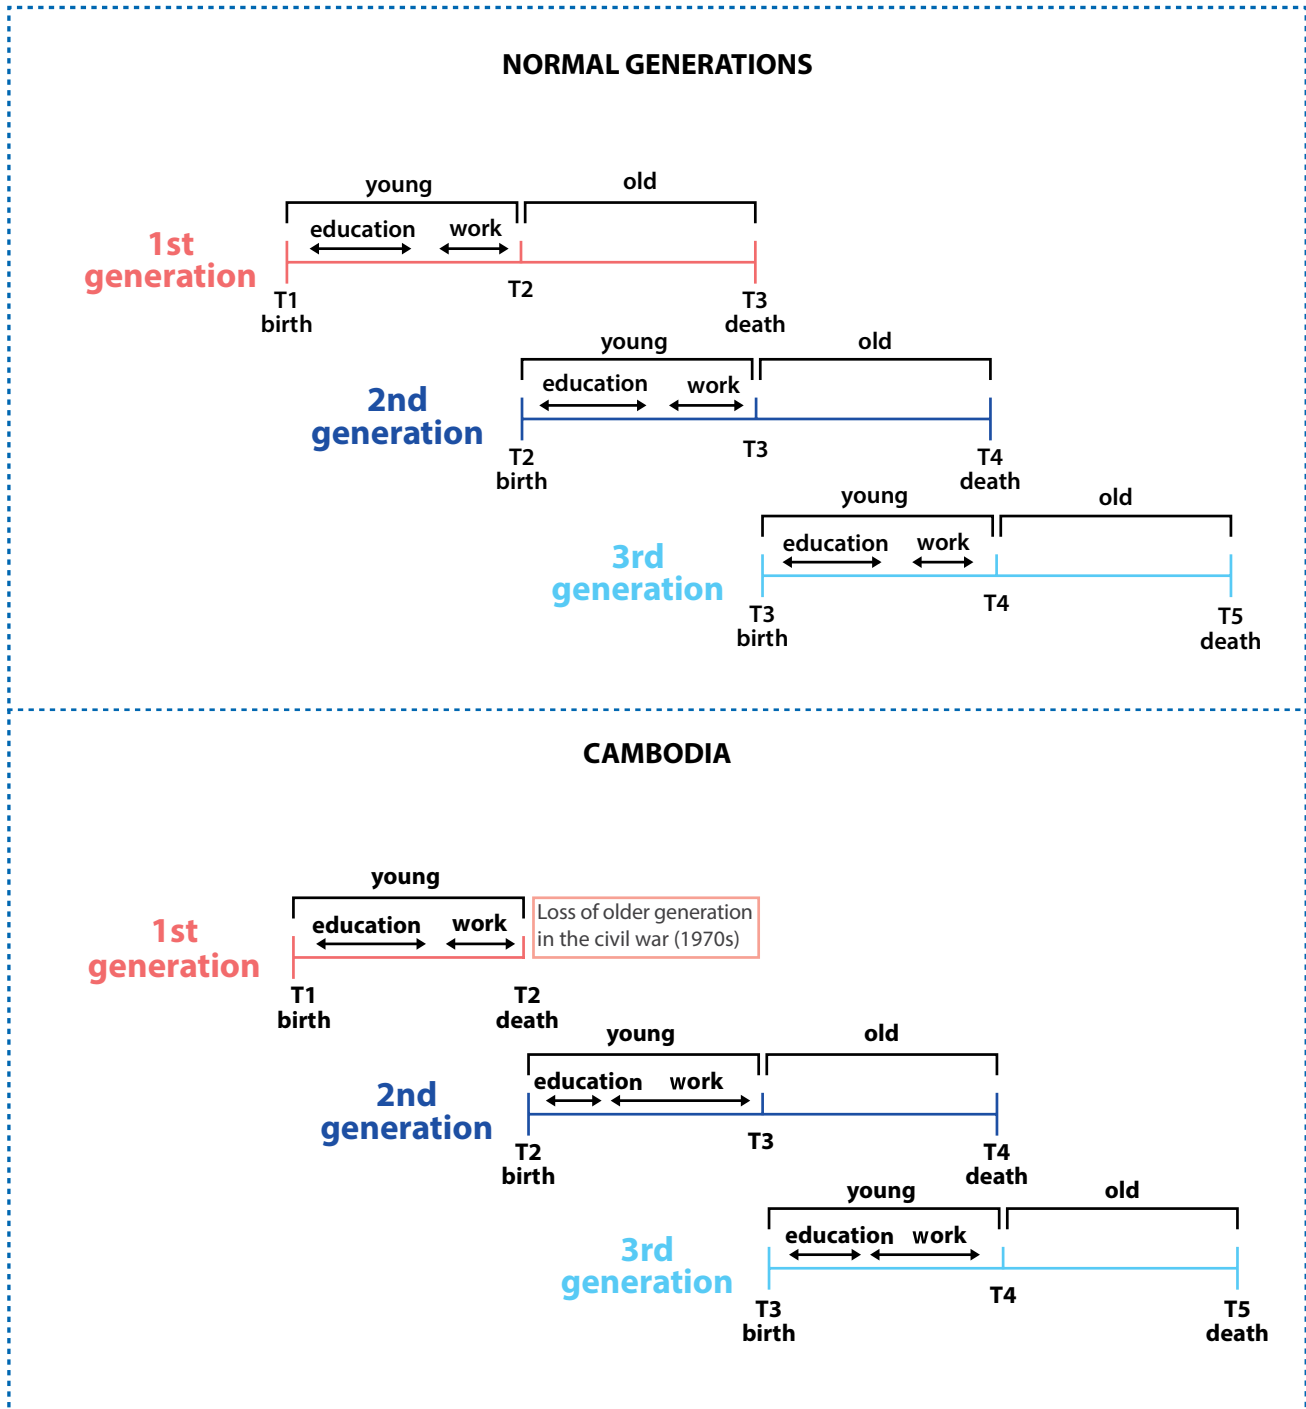 NORMAL GENERATIONS
young
old
education
work
1st
generation
T1
birth
T2
T3
death
young
old
education
work
2nd
generation
T2
birth
T3
T4
death
young
old
education
work
3rd
generation
T3
birth
T4
T5
death
CAMBODIA
young
education
work
Loss of older generation
in the civil war (1970s)
1st
generation
T1
birth
T2
death
young
old
education
work
2nd
generation
T2
birth
T3
T4
death
young
old
education
work
3rd
generation
T3
birth
T4
T5
death